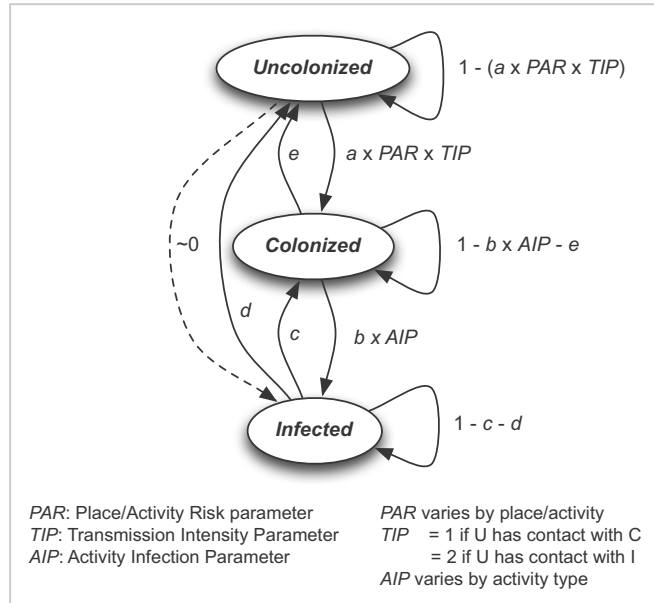 Uncolonized
1 - (a x PAR x TIP)
e
a x PAR x TIP
~0
Colonized
1 - b x AIP - e
d
c
b x AIP
Infected
1 - c - d
PAR: Place/Activity Risk parameter
TIP: Transmission Intensity Parameter
AIP: Activity Infection Parameter
PAR varies by place/activity
TIP = 1 if U has contact with C
= 2 if U has contact with I
AIP varies by activity type